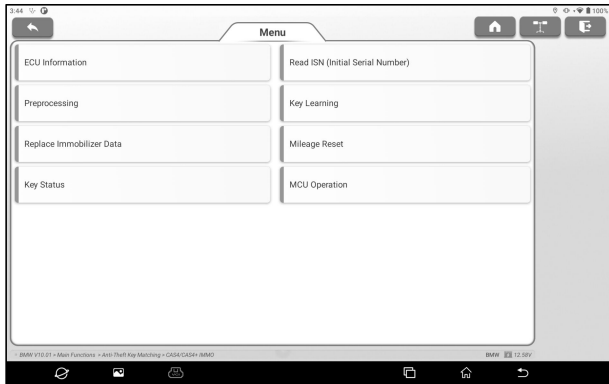 3:44
100%
Menu
ECU Information
Read ISN (Initial Serial Number)
Preprocessing
Key Learning
Replace Immobilizer Data
Mileage Reset
Key Status
MCU Operation
BMW V10.01 > Main Functions > Anti-Theft Key Matching > CAS4/CAS4+ IMMO
BMW 12.58V